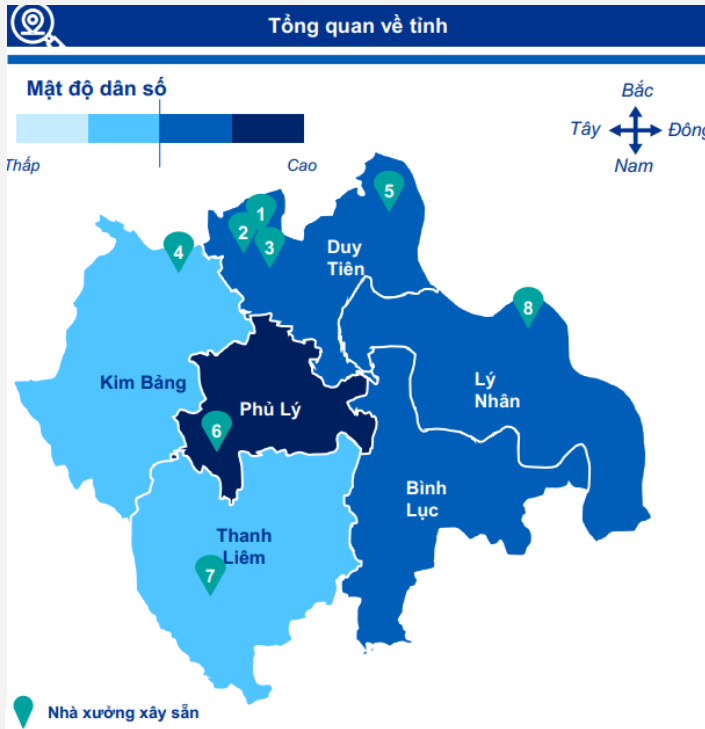 Tổng quan về tỉnh
Mật độ dân số
Thấp
Cao
Bắc
Tây
Đông
Nam
1
2
3
4
5
Duy
Tiên
8
Kim Bảng
Phủ Lý
Lý
Nhân
6
Bình
Lục
Thanh
Liêm
7
Nhà xưởng xây sẵn